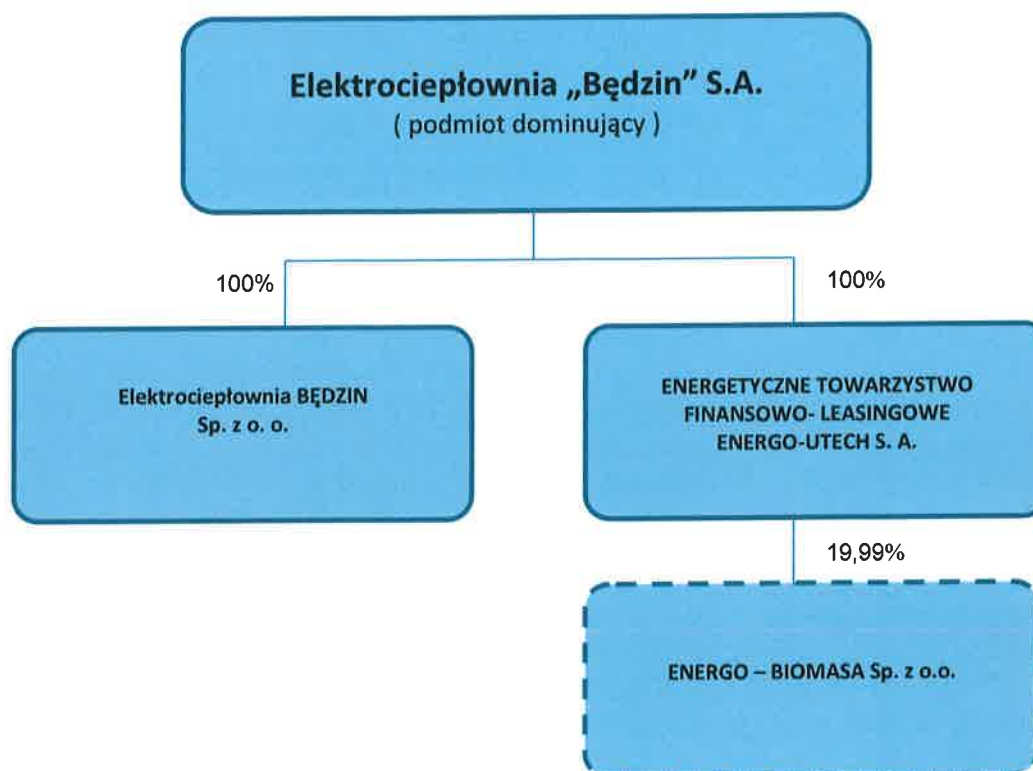 Elektrociepłownia „Będzin” S.A.
( podmiot dominujący )
100%
100%
Elektrociepłownia BĘDZIN
Sp. z o. o.
ENERGETYCZNE TOWARZYSTWO
FINANSOWO- LEASINGOWE
ENERGO-UTECH S. A.
19,99%
ENERGO – BIOMASA Sp. z o.o.